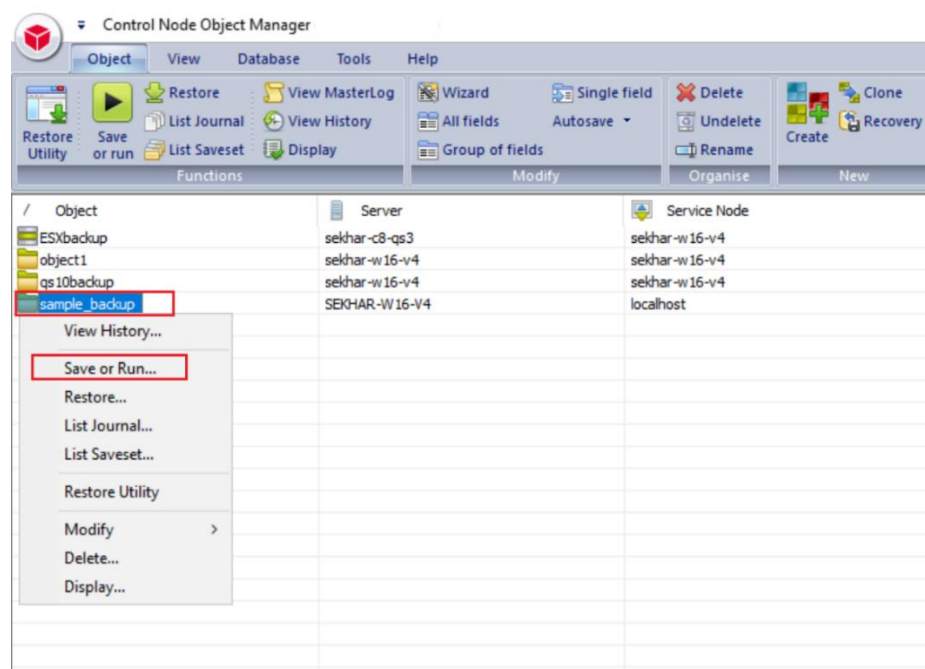 Control Node Object Manager
Object View Database Tools Help
Restore Utility
Save or run
Restore
List Journal
List Saveset
View MasterLog
View History
Display
Functions
Wizard
All fields
Group of fields
Single field
Autosave
Modify
Delete
Undelete
Rename
Organise
Create
Clone
Recovery
New
/ Object Server Service Node
ESXbackup sekhar-c8-qs3 sekhar-w16-v4
object1 sekhar-w16-v4 sekhar-w16-v4
qs10backup sekhar-w16-v4 sekhar-w16-v4
sample_backup SEKHAR-W16-V4 localhost
View History...
Save or Run...
Restore...
List Journal...
List Saveset...
Restore Utility
Modify >
Delete...
Display...